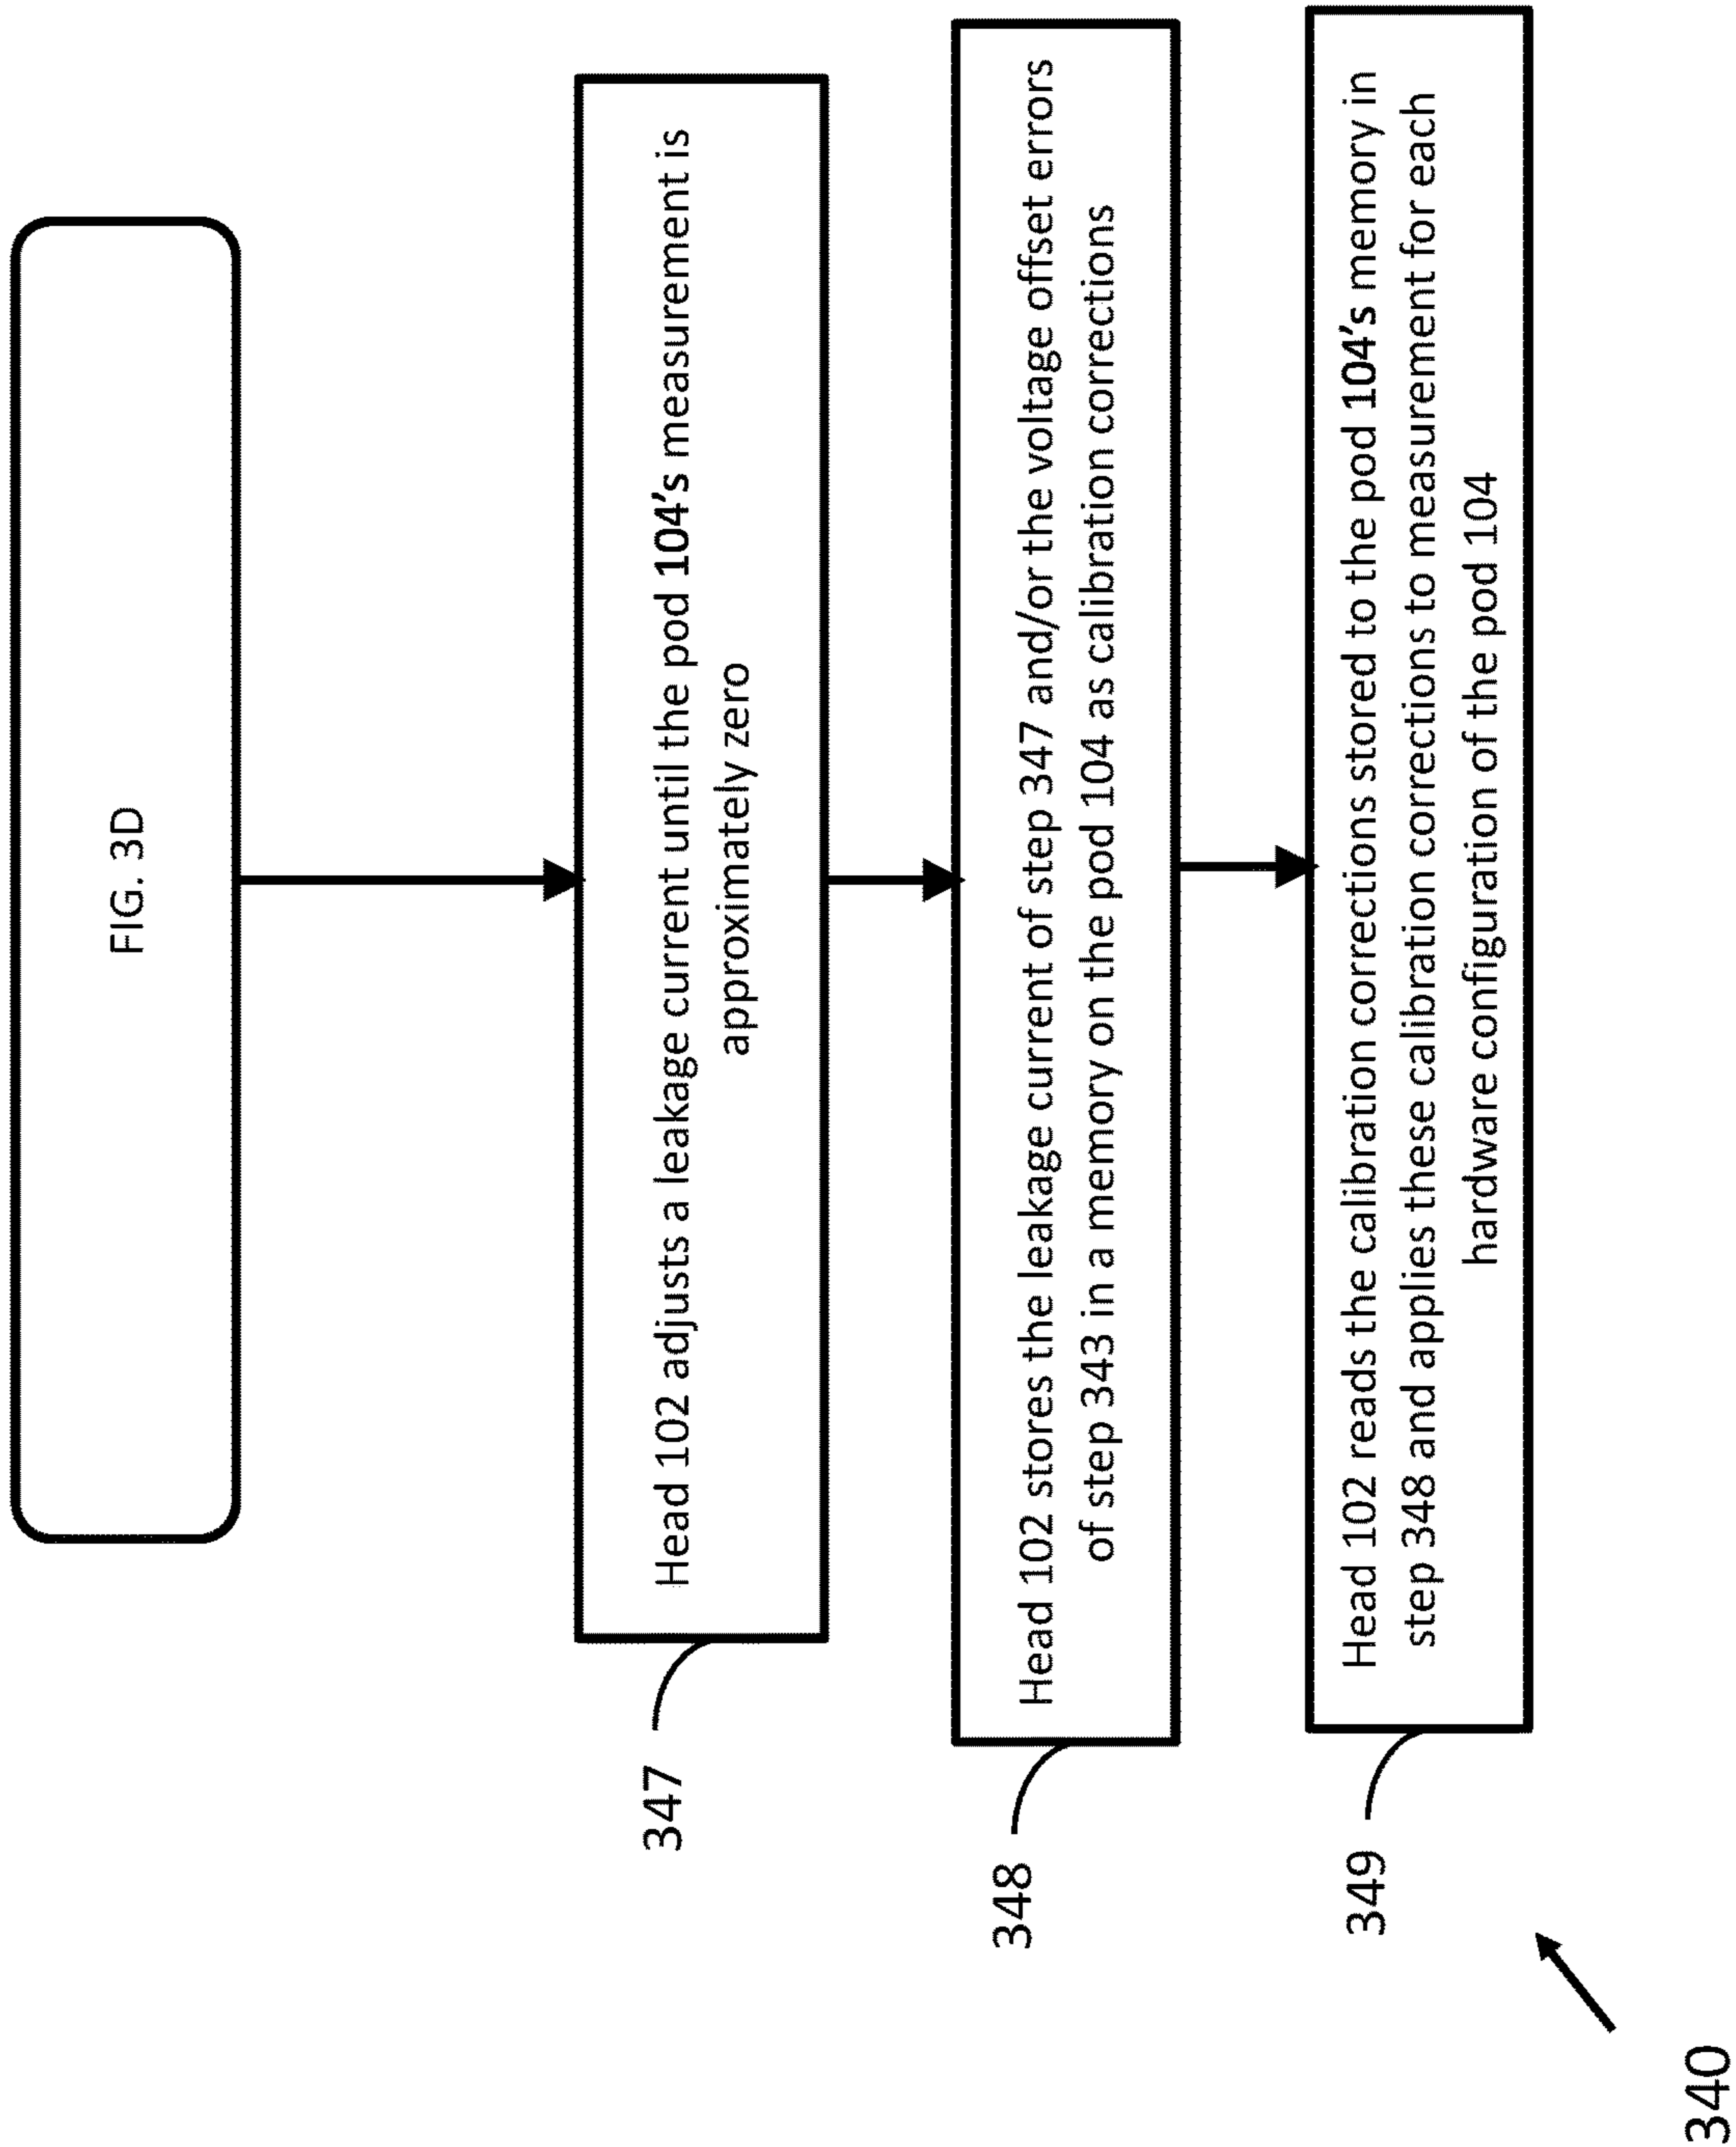 FIG. 3D
347
Head 102 adjusts a leakage current until the pod 104's measurement is
approximately zero
348
Head 102 stores the leakage current of step 347 and/or the voltage offset errors
of step 343 in a memory on the pod 104 as calibration corrections
349
Head 102 reads the calibration corrections stored to the pod 104's memory in
step 348 and applies these calibration corrections to measurement for each
hardware configuration of the pod 104
340